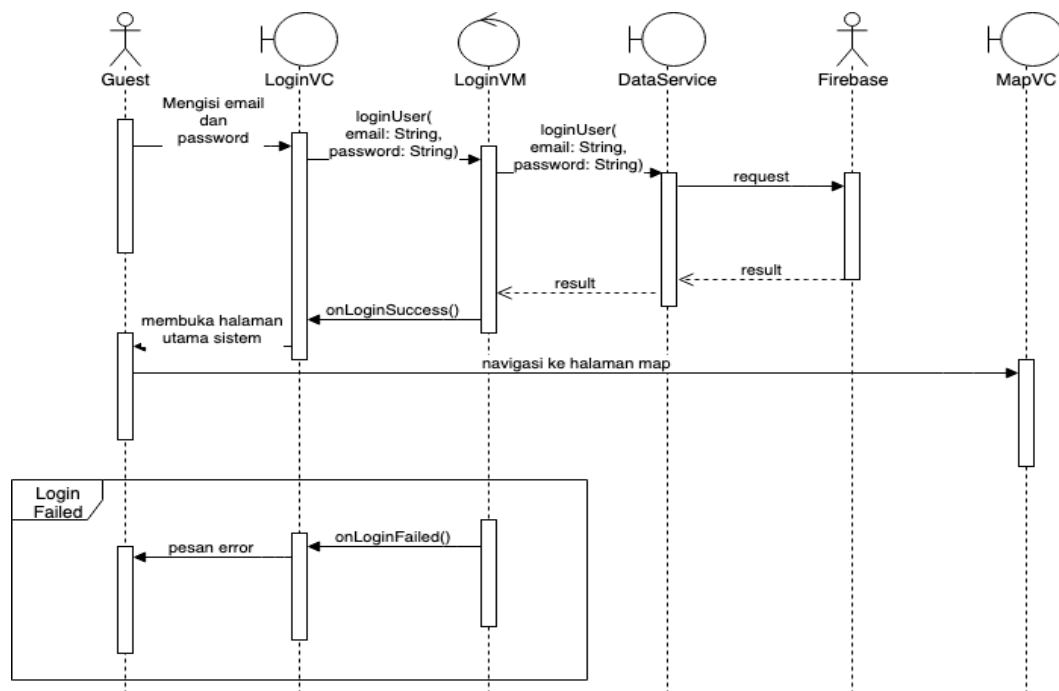 Guest
LoginVC
LoginVM
DataService
Firebase
MapVC
Mengisi email
dan
password
loginUser(
email: String,
password: String)
loginUser(
email: String,
password: String)
request
result
result
onLoginSuccess()
membuka halaman
utama sistem
navigasi ke halaman map
Login
Failed
onLoginFailed()
pesan error